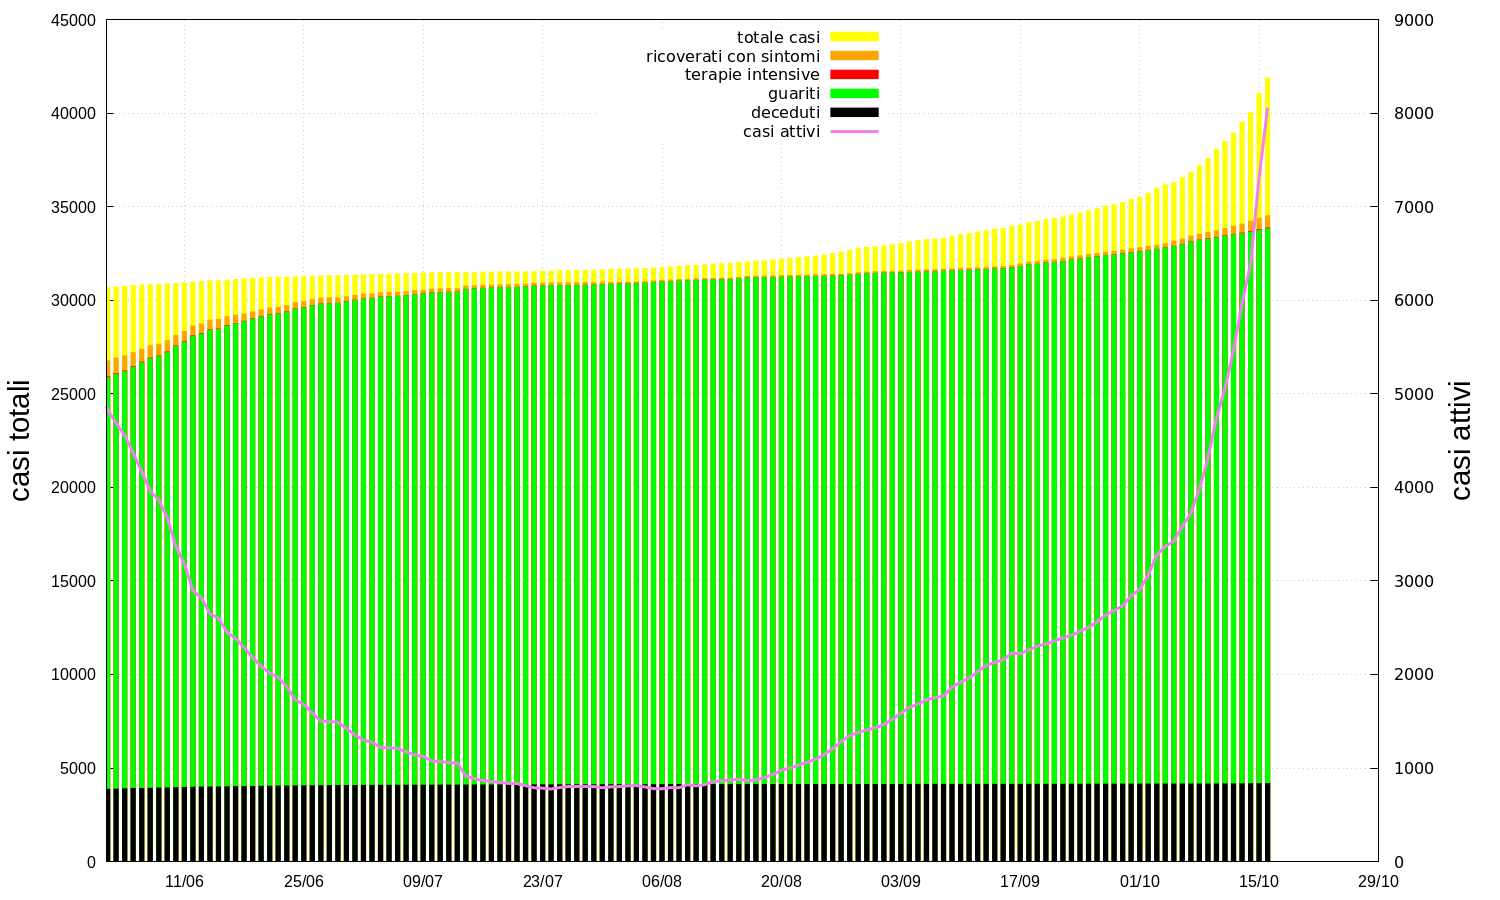 totale casi
ricoverati con sintomi
terapie intensive
guariti
deceduti
casi attivi
45000
40000
35000
30000
25000
20000
15000
10000
5000
0
casi totali
9000
8000
7000
6000
5000
4000
3000
2000
1000
0
casi attivi
11/06 25/06 09/07 23/07 06/08 20/08 03/09 17/09 01/10 15/10 29/10